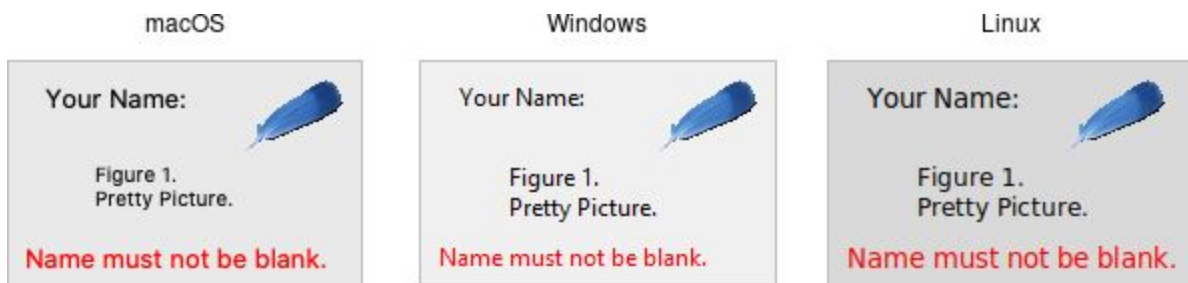 macOS
Your Name:
Figure 1.
Pretty Picture.
Name must not be blank.
Windows
Your Name:
Figure 1.
Pretty Picture.
Name must not be blank.
Linux
Your Name:
Figure 1.
Pretty Picture.
Name must not be blank.